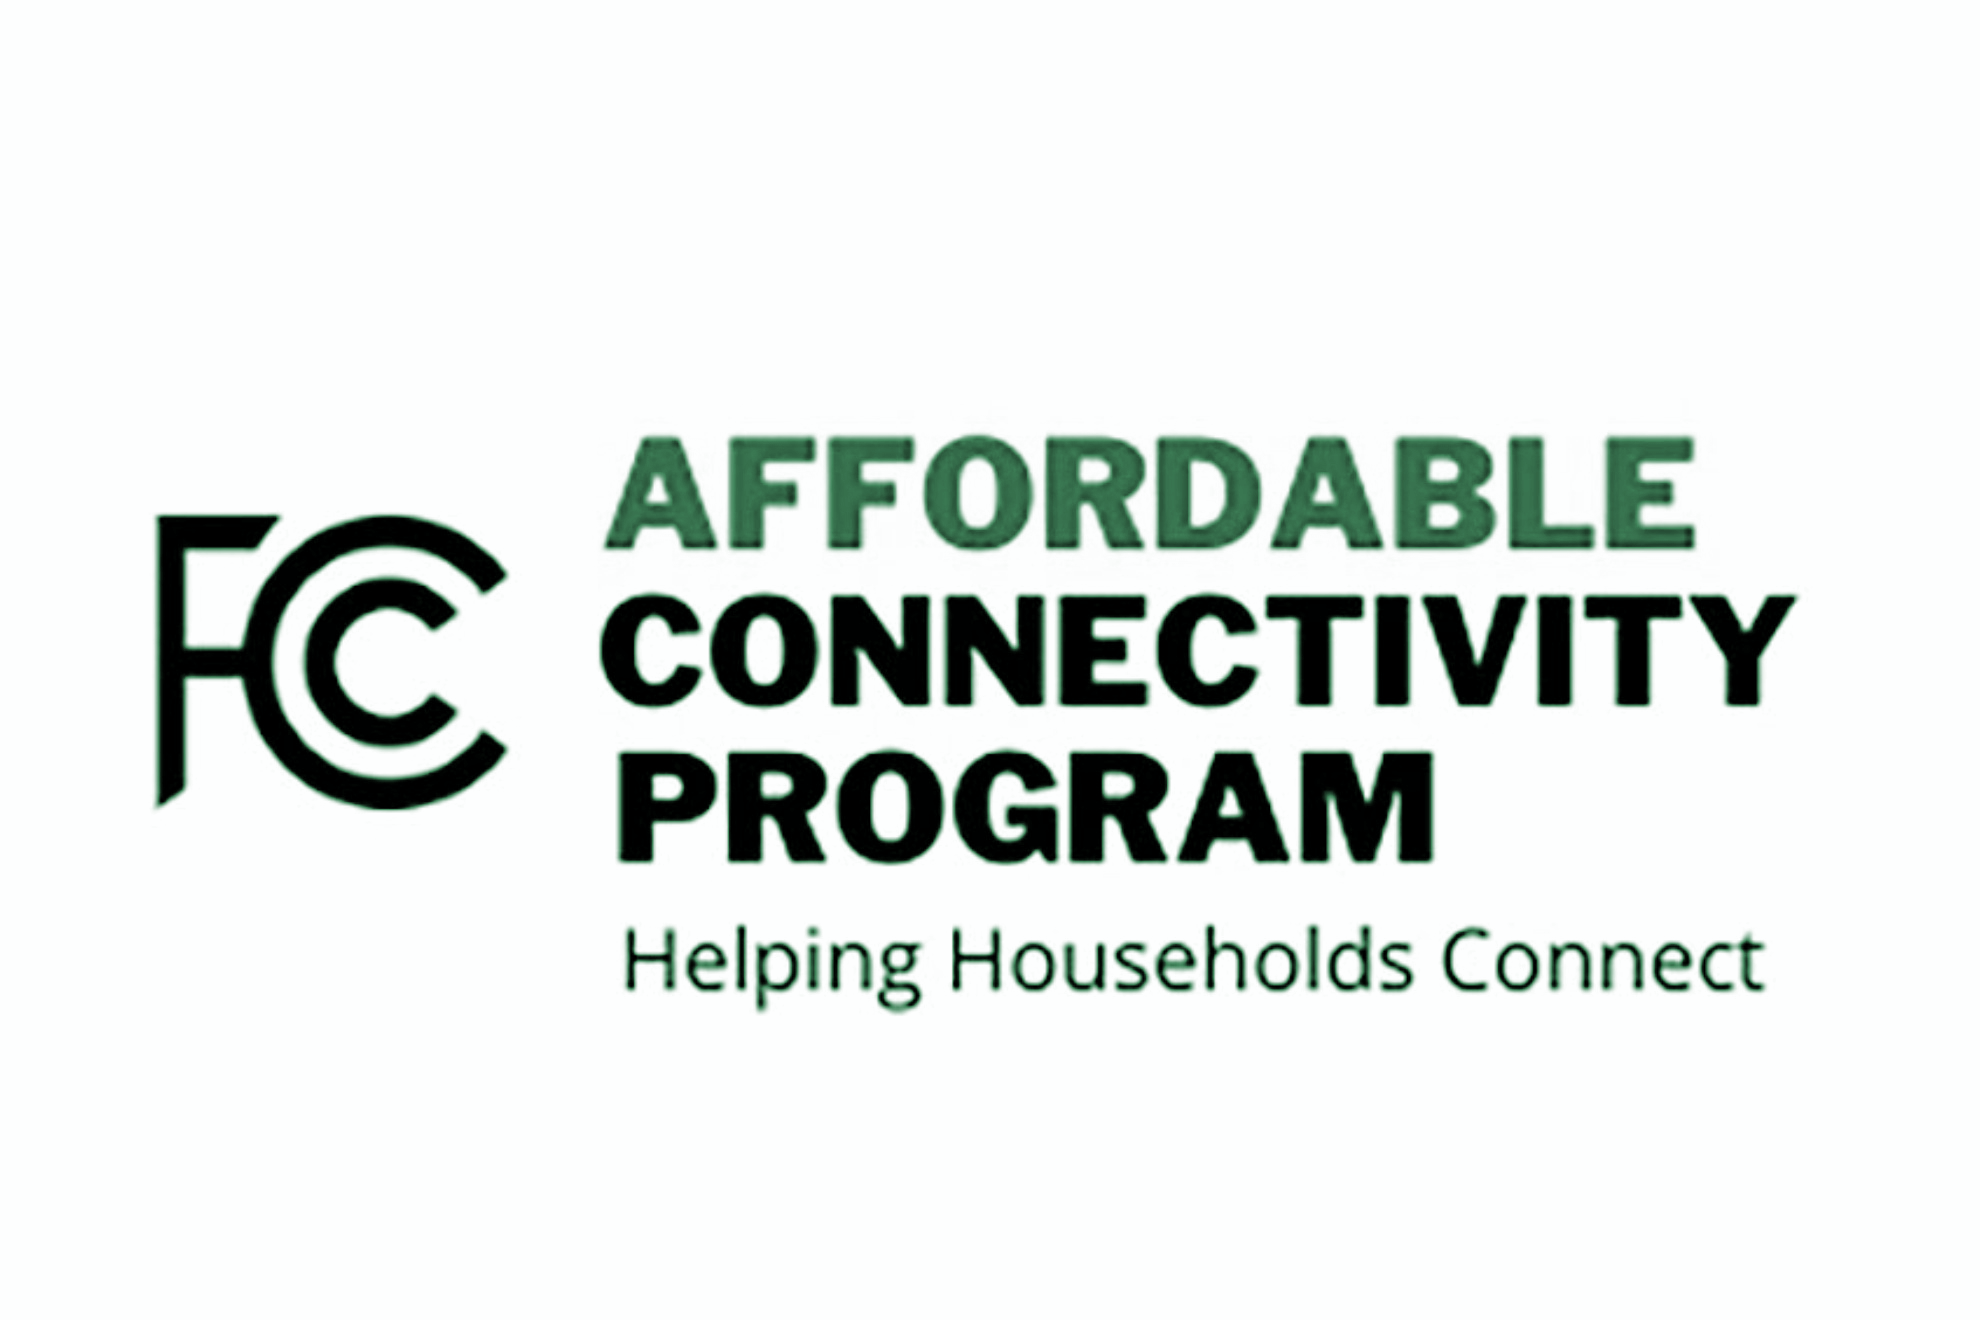 FCC
AFFORDABLE
CONNECTIVITY
PROGRAM
Helping Households Connect